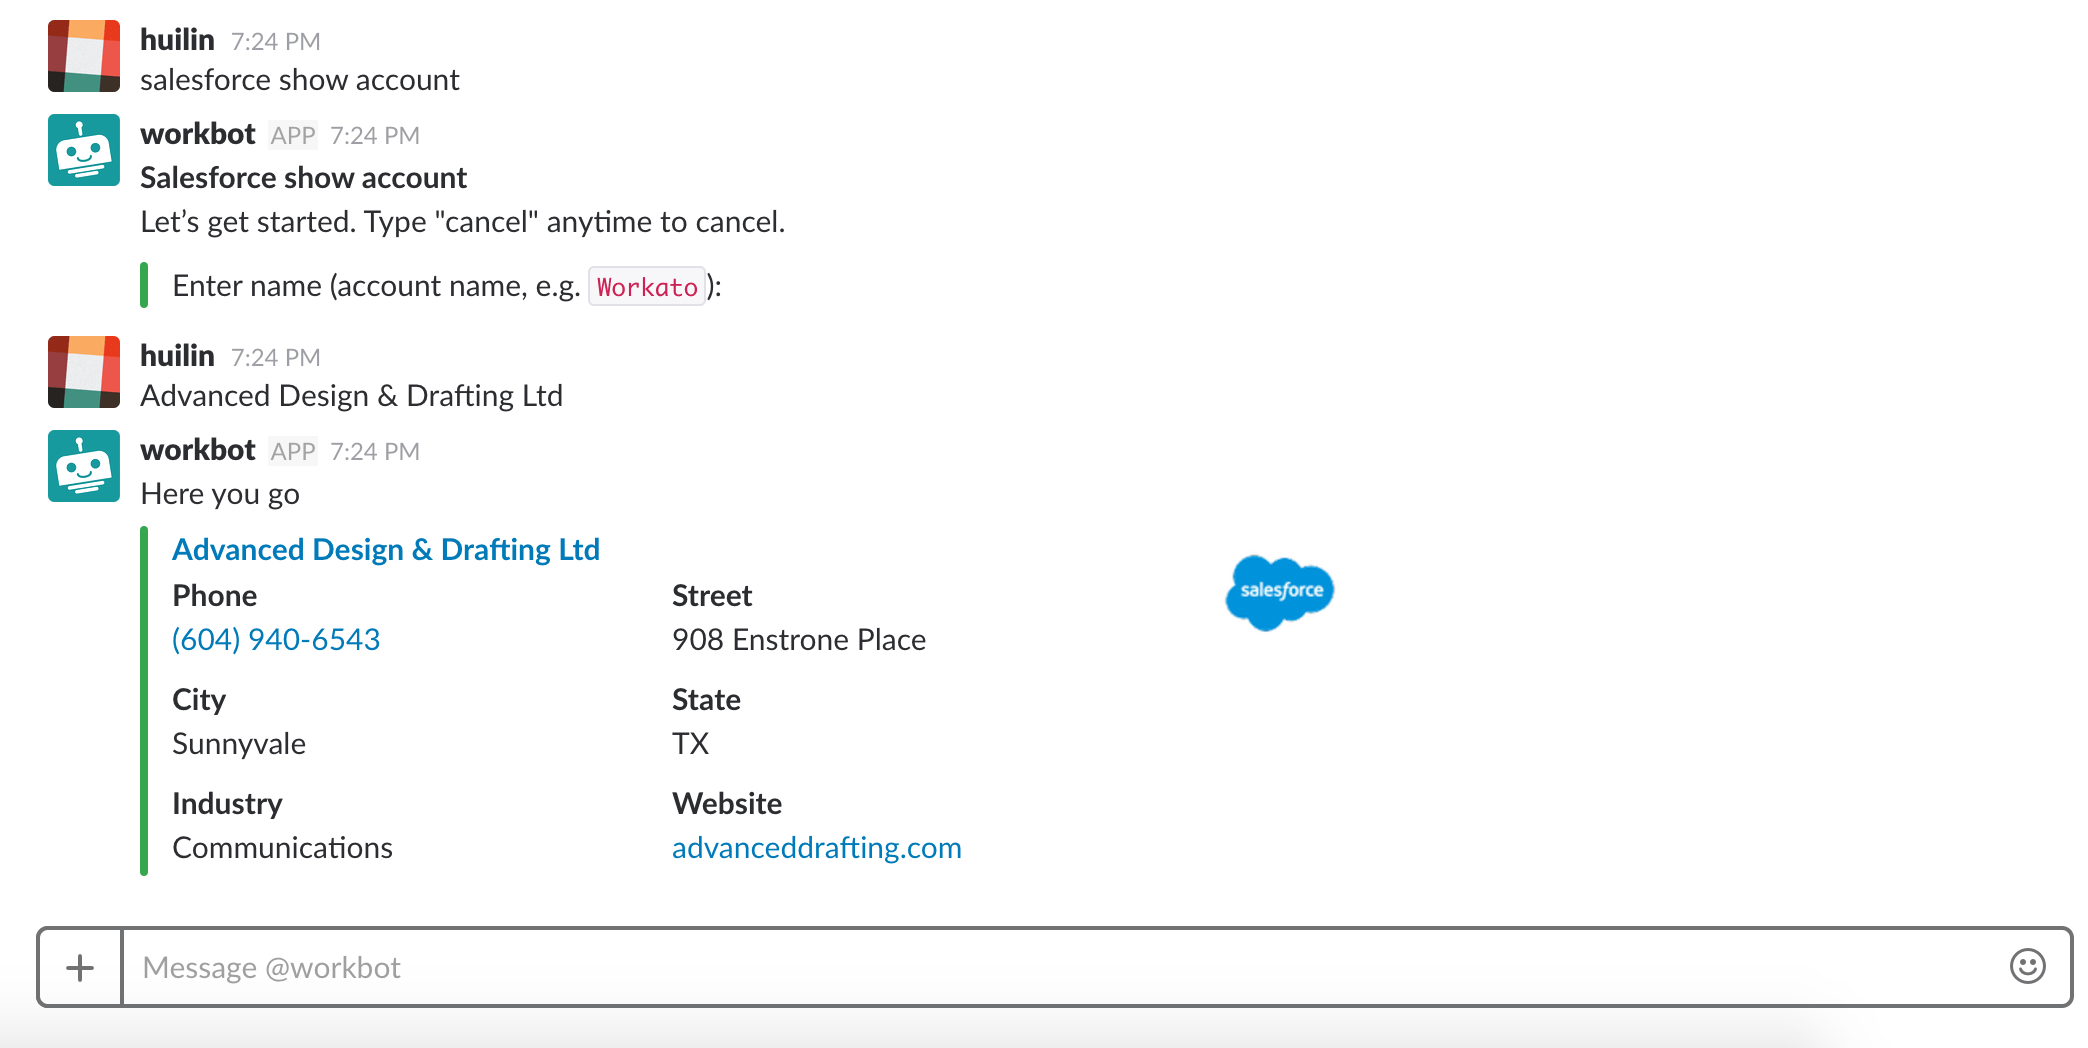 huilin 7:24 PM
salesforce show account
workbot APP 7:24 PM
Salesforce show account
Let’s get started. Type "cancel" anytime to cancel.
Enter name (account name, e.g. Workato):
huilin 7:24 PM
Advanced Design & Drafting Ltd
workbot APP 7:24 PM
Here you go
Advanced Design & Drafting Ltd
salesforce
Phone Street
(604) 940-6543 908 Enstrone Place
City State
Sunnyvale TX
Industry Website
Communications advanceddrafting.com
Message @workbot